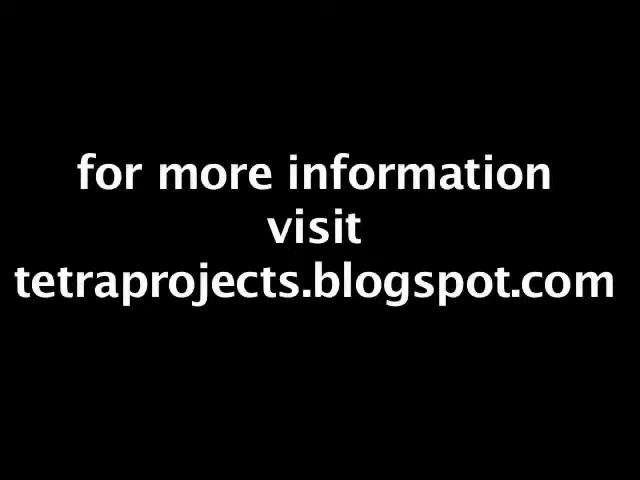 for more information
visit
tetraprojects.blogspot.com